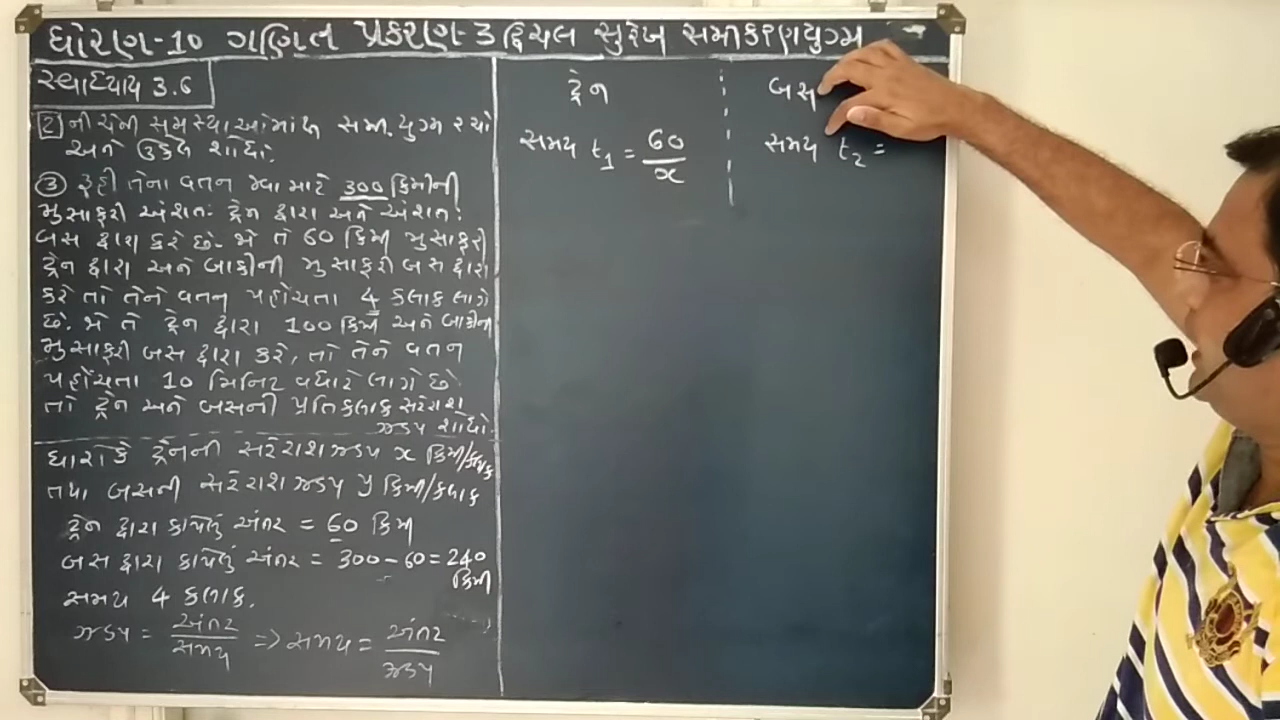 ધોરણ-10 ગણિત પ્રકરણ-3 દ્વિચલ સુરેખ સમીકરણયુગ્મ
સ્વાધ્યાય 3.6
2 નીચેની સમસ્યાઓમાંથી સમી. યુગ્મ રચો
અને ઉકેલ શોધો.
③ રૂહી તેના વતન જવા માટે 300 કિમીની
મુસાફરી અંશતઃ ટ્રેન દ્વારા અને અંશતઃ
બસ દ્વારા કરે છે. જો તે 60 કિમી મુસાફરી
ટ્રેન દ્વારા અને બાકીની મુસાફરી બસ દ્વારા
કરે તો તેને વતન પહોંચતા 4 કલાક લાગે
છે. જો તે ટ્રેન દ્વારા 100 કિમી અને બાકીની
મુસાફરી બસ દ્વારા કરે, તો તેને વતન
પહોંચતા 10 મિનિટ વધારે લાગે છે.
તો ટ્રેન અને બસની પ્રતિકલાક સરેરાશ
ઝડપ શોધો.
ધારોકે ટ્રેનની સરેરાશ ઝડપ x કિમી/કલાક
તથા બસની સરેરાશ ઝડપ y કિમી/કલાક
ટ્રેન દ્વારા કાપેલું અંતર = 60 કિમી
બસ દ્વારા કાપેલું અંતર = 300 - 60 = 240 કિમી
સમય 4 કલાક.
ઝડપ = અંતર/સમય => સમય = અંતર/ઝડપ
ટ્રેન
સમય t₁ = 60/x
બસ
સમય t₂ =